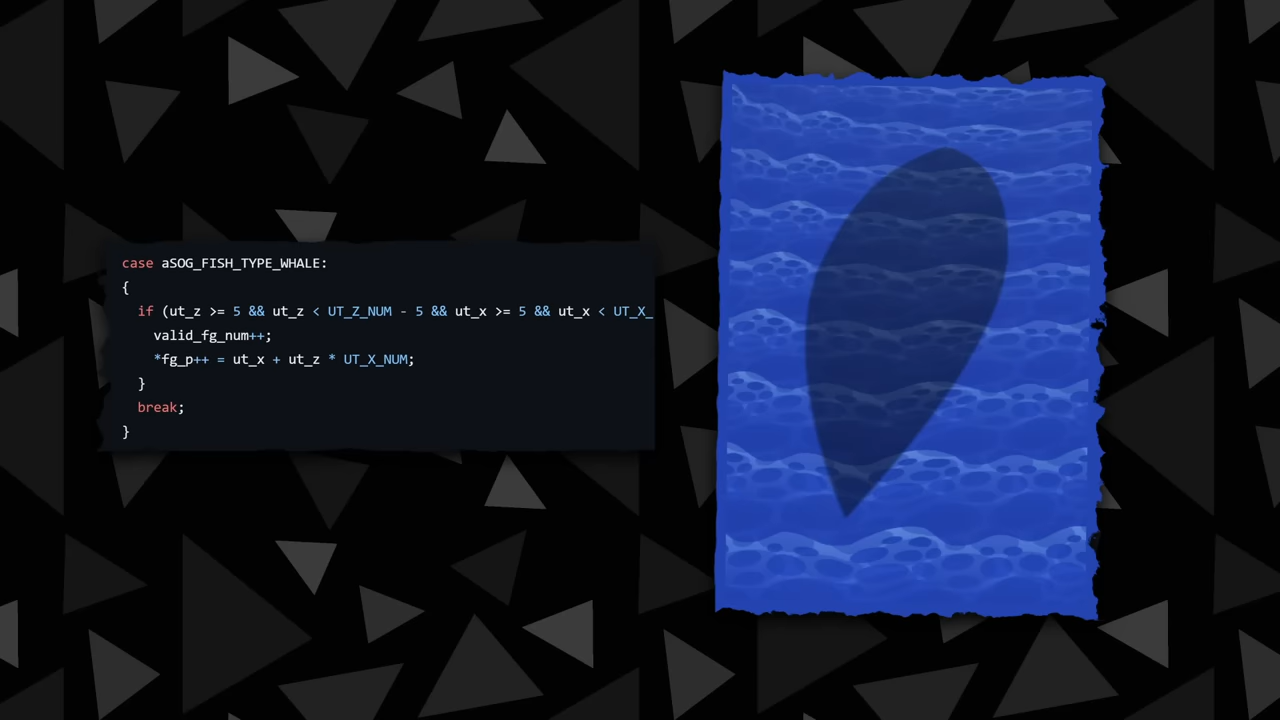 case aSOG_FISH_TYPE_WHALE:
{
if (ut_z >= 5 && ut_z < UT_Z_NUM - 5 && ut_x >= 5 && ut_x < UT_X_
valid_fg_num++;
*fg_p++ = ut_x + ut_z * UT_X_NUM;
}
break;
}